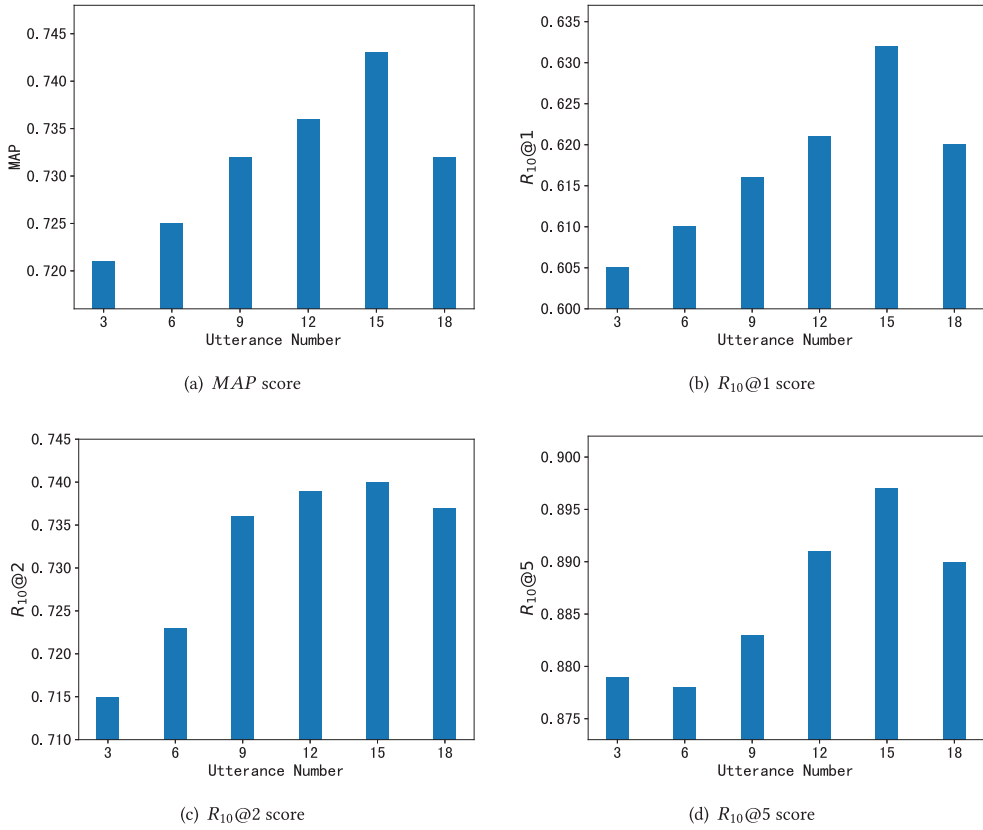 0.745
0.740
0.735
0.730
0.725
0.720
MAP
3 6 9 12 15 18
Utterance Number
(a) MAP score
0.635
0.630
0.625
0.620
0.615
0.610
0.605
0.600
R₁₀@1
3 6 9 12 15 18
Utterance Number
(b) R₁₀@1 score
0.745
0.740
0.735
0.730
0.725
0.720
0.715
0.710
R₁₀@2
3 6 9 12 15 18
Utterance Number
(c) R₁₀@2 score
0.900
0.895
0.890
0.885
0.880
0.875
R₁₀@5
3 6 9 12 15 18
Utterance Number
(d) R₁₀@5 score